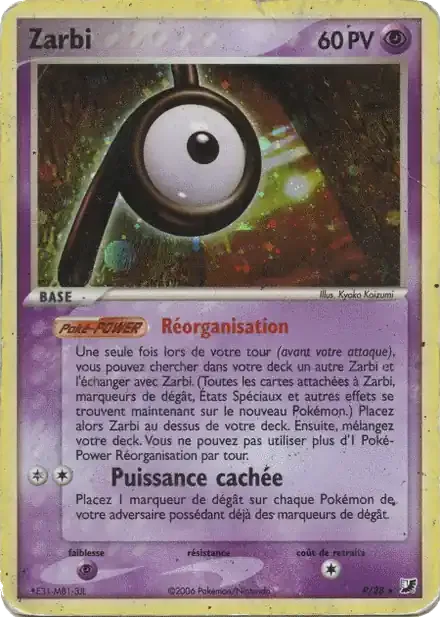 Zarbi
60 PV
BASE
Illus. Kyoko Koizumi
Poké-POWER Réorganisation
Une seule fois lors de votre tour (avant votre attaque),
vous pouvez chercher dans votre deck un autre Zarbi et
l'échanger avec Zarbi. (Toutes les cartes attachées à Zarbi,
marqueurs de dégât, États Spéciaux et autres effets se
trouvent maintenant sur le nouveau Pokémon.) Placez
alors Zarbi au dessus de votre deck. Ensuite, mélangez
votre deck. Vous ne pouvez pas utiliser plus d'1 Poké-
Power Réorganisation par tour.
Puissance cachée
Placez 1 marqueur de dégât sur chaque Pokémon de
votre adversaire possédant déjà des marqueurs de dégât.
faiblesse
résistance
coût de retraite
©2006 Pokémon/Nintendo
P/28